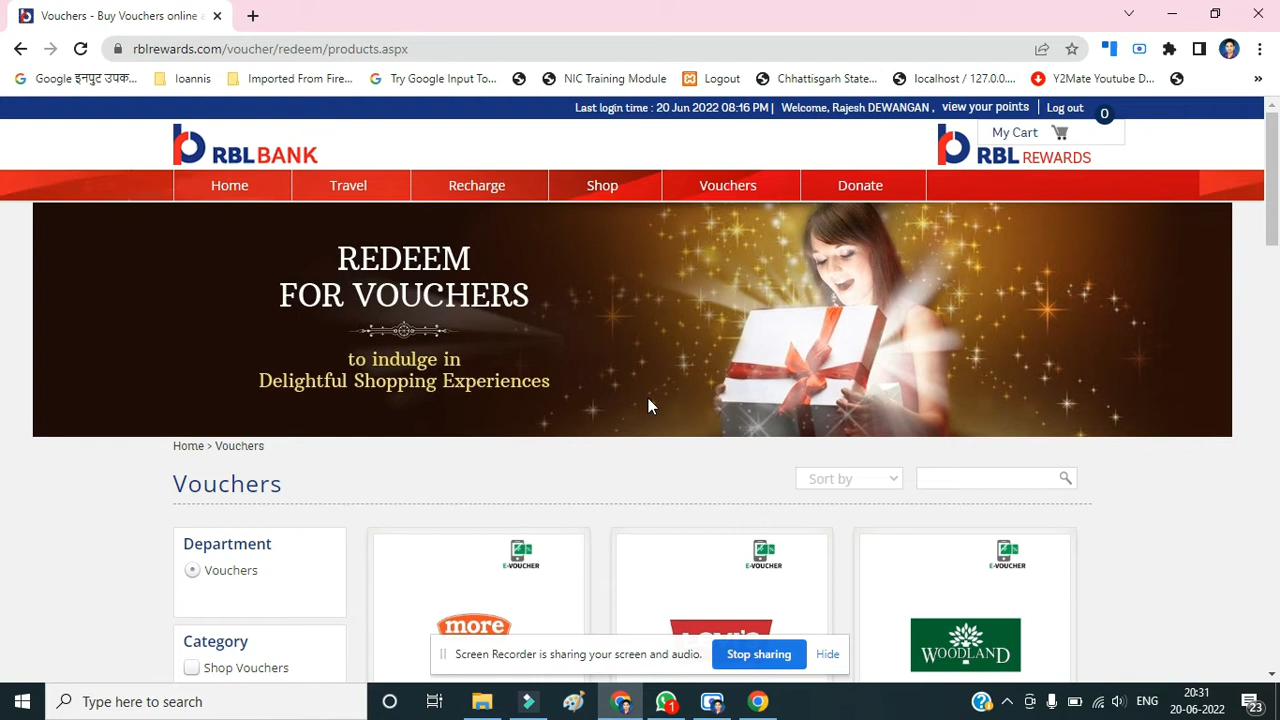 Vouchers - Buy Vouchers online a
rblrewards.com/voucher/redeem/products.aspx
Google इनपुट उपक...
Ioannis
Imported From Fire...
Try Google Input To...
NIC Training Module
Logout
Chhattisgarh State...
localhost / 127.0.0....
Y2Mate Youtube D...
»
Last login time : 20 Jun 2022 08:16 PM | Welcome, Rajesh DEWANGAN , view your points Log out
0
My Cart
RBL BANK
RBL REWARDS
Home Travel Recharge Shop Vouchers Donate
REDEEM
FOR VOUCHERS
to indulge in
Delightful Shopping Experiences
Home > Vouchers
Vouchers
Sort by
Department
Vouchers
Category
Shop Vouchers
E-VOUCHER
more
E-VOUCHER
Levi's
E-VOUCHER
WOODLAND
Screen Recorder is sharing your screen and audio. Stop sharing Hide
Type here to search
1
ENG
20:31
20-06-2022
23